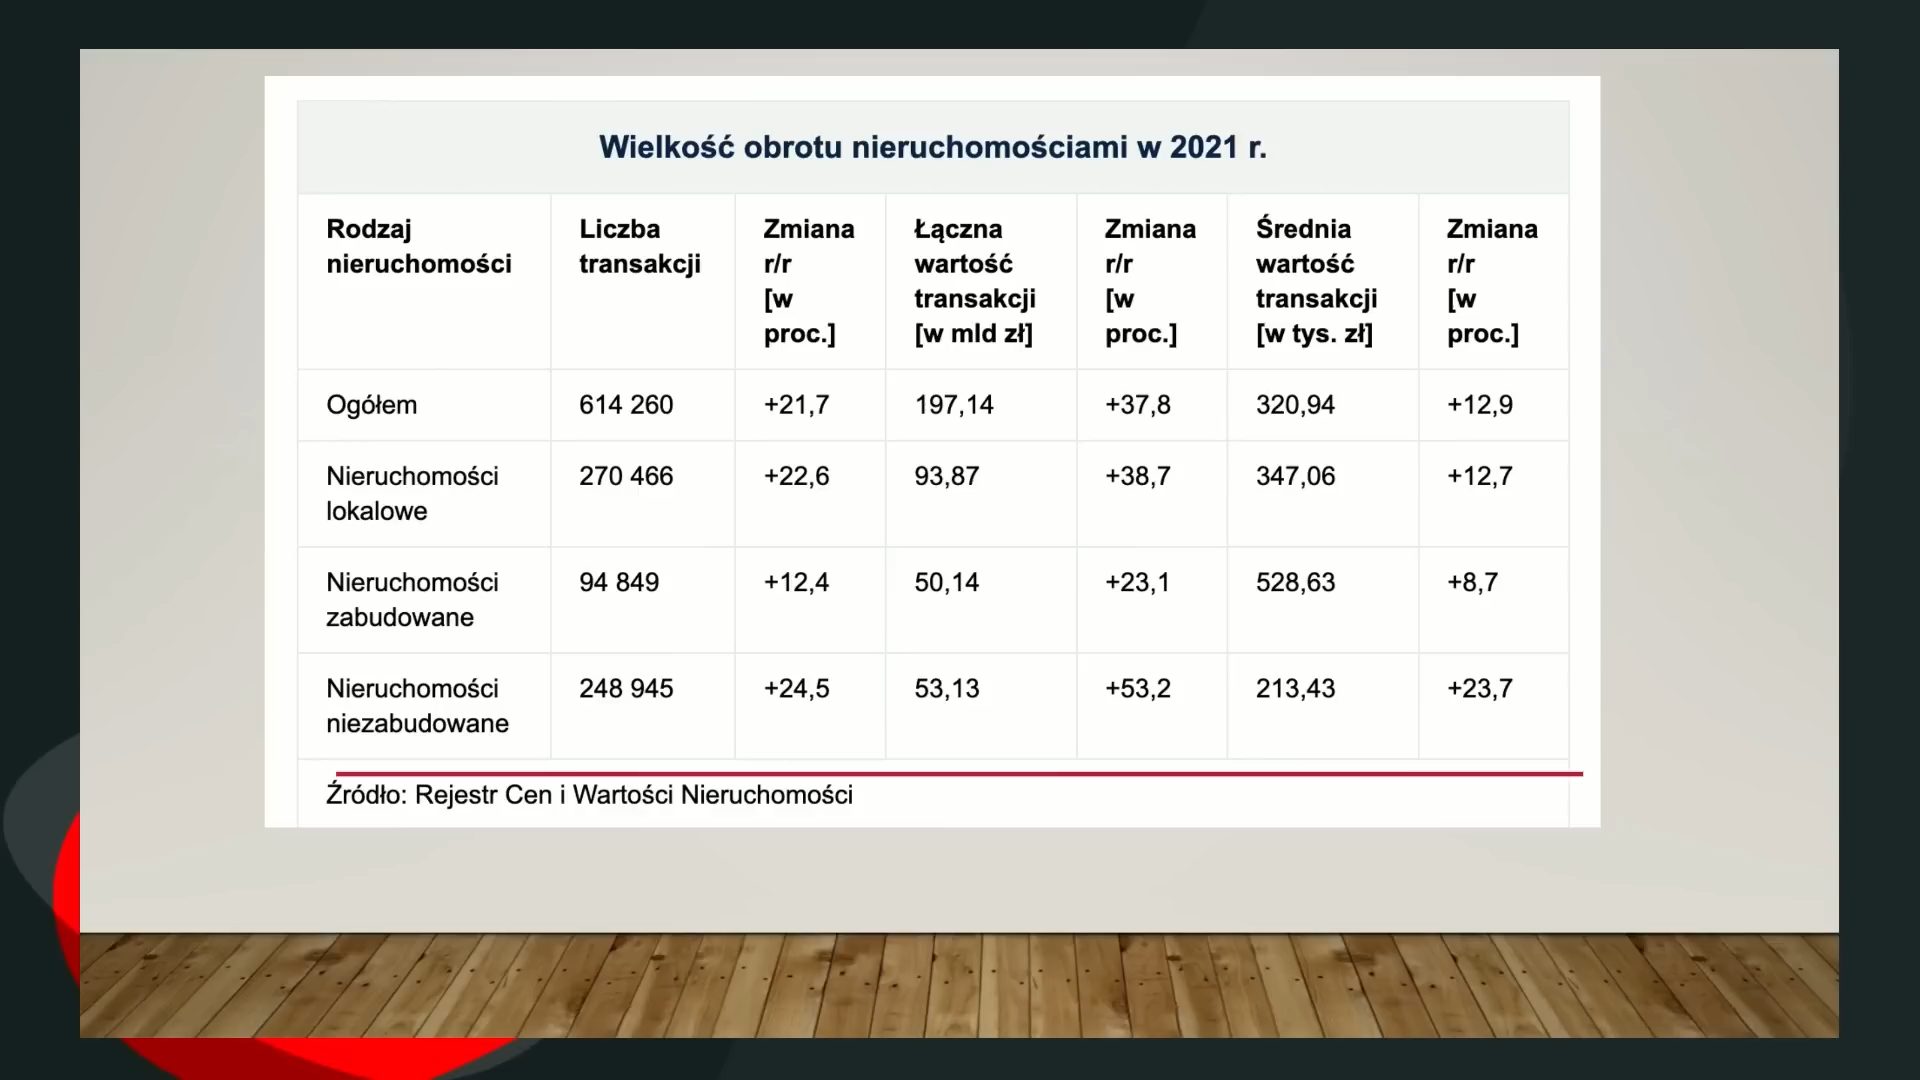 Wielkość obrotu nieruchomościami w 2021 r.
Rodzaj nieruchomości	Liczba transakcji	Zmiana r/r [w proc.]	Łączna wartość transakcji [w mld zł]	Zmiana r/r [w proc.]	Średnia wartość transakcji [w tys. zł]	Zmiana r/r [w proc.]
Ogółem	614 260	+21,7	197,14	+37,8	320,94	+12,9
Nieruchomości lokalowe	270 466	+22,6	93,87	+38,7	347,06	+12,7
Nieruchomości zabudowane	94 849	+12,4	50,14	+23,1	528,63	+8,7
Nieruchomości niezabudowane	248 945	+24,5	53,13	+53,2	213,43	+23,7
Źródło: Rejestr Cen i Wartości Nieruchomości